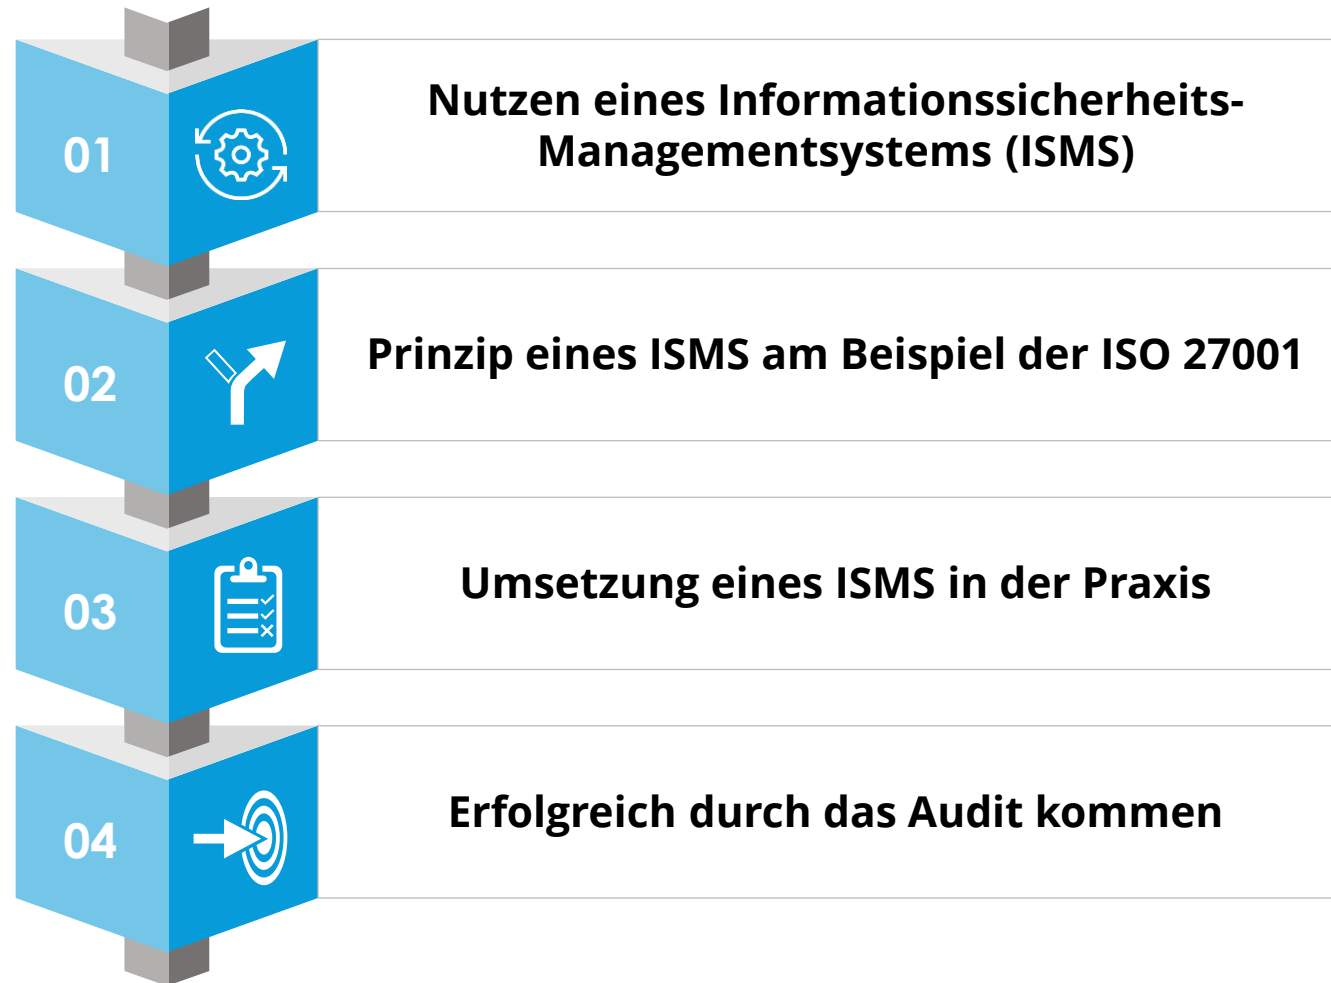 01
Nutzen eines Informationssicherheits-
Managementsystems (ISMS)
02
Prinzip eines ISMS am Beispiel der ISO 27001
03
Umsetzung eines ISMS in der Praxis
04
Erfolgreich durch das Audit kommen